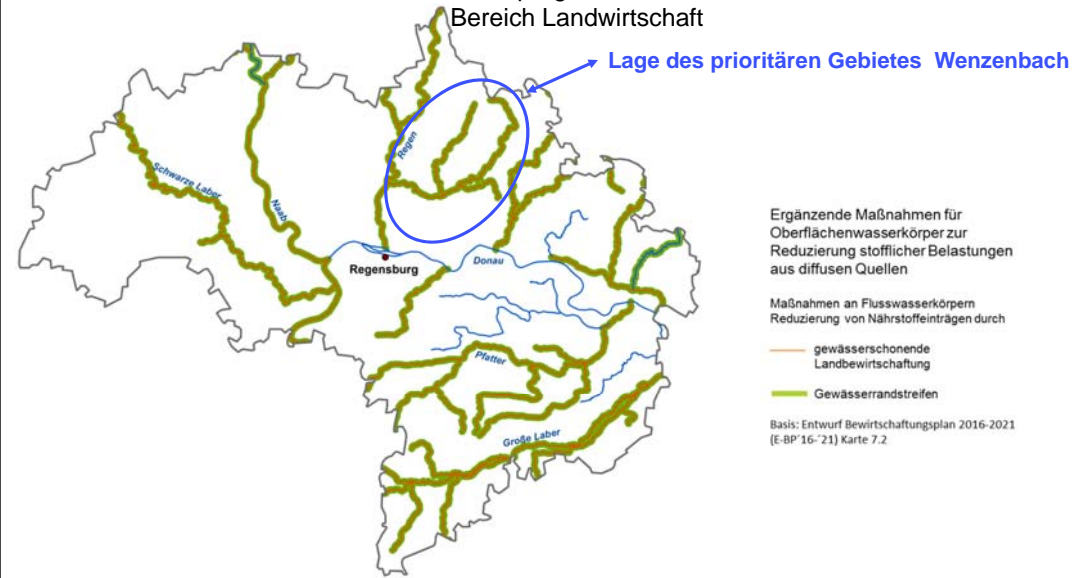 Bereich Landwirtschaft
Lage des prioritären Gebietes Wenzenbach
Regen
Schwarze Laber
Naab
Regensburg
Donau
Pfatter
Große Laber
Ergänzende Maßnahmen für
Oberflächenwasserkörper zur
Reduzierung stofflicher Belastungen
aus diffusen Quellen
Maßnahmen an Flusswasserkörpern
Reduzierung von Nährstoffeinträgen durch
gewässerschonende
Landbewirtschaftung
Gewässerrandstreifen
Basis: Entwurf Bewirtschaftungsplan 2016-2021
(E-BP´16-´21) Karte 7.2